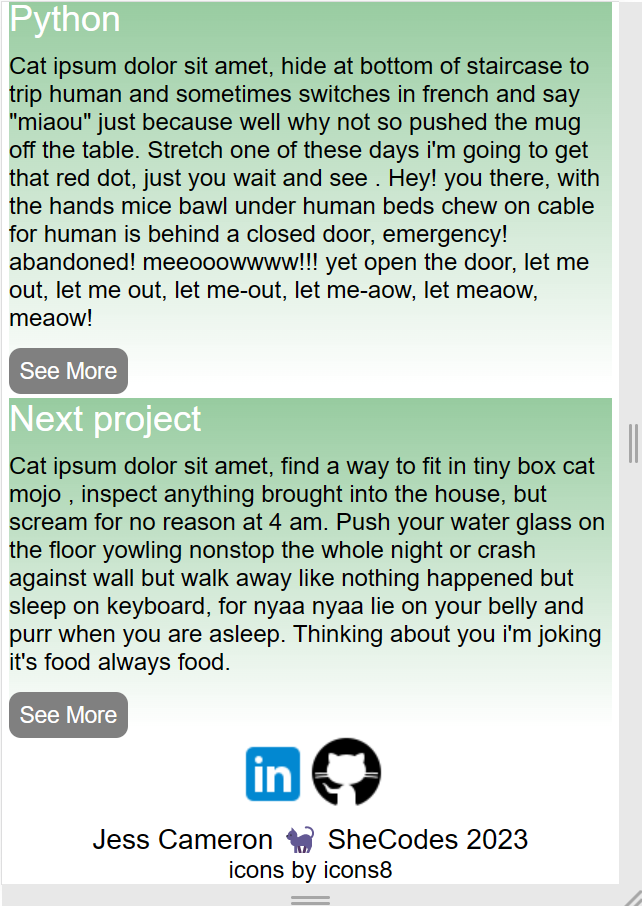 Python
Cat ipsum dolor sit amet, hide at bottom of staircase to
trip human and sometimes switches in french and say
"miaou" just because well why not so pushed the mug
off the table. Stretch one of these days i'm going to get
that red dot, just you wait and see . Hey! you there, with
the hands mice bawl under human beds chew on cable
for human is behind a closed door, emergency!
abandoned! meeooowwww!!! yet open the door, let me
out, let me out, let me-out, let me-aow, let meaow,
meaow!
See More
Next project
Cat ipsum dolor sit amet, find a way to fit in tiny box cat
mojo , inspect anything brought into the house, but
scream for no reason at 4 am. Push your water glass on
the floor yowling nonstop the whole night or crash
against wall but walk away like nothing happened but
sleep on keyboard, for nyaa nyaa lie on your belly and
purr when you are asleep. Thinking about you i'm joking
it's food always food.
See More
in
Jess Cameron 🐈‍⬛ SheCodes 2023
icons by icons8